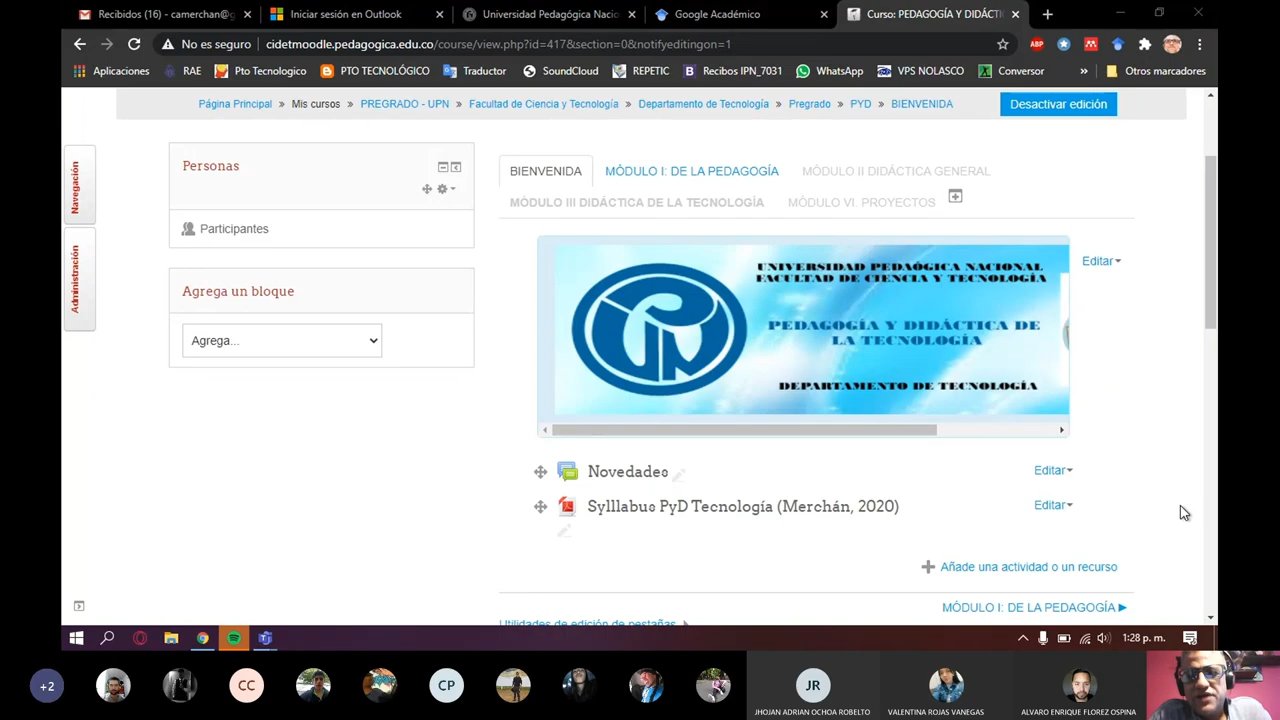 Recibidos (16) - camerchan@g
Iniciar sesión en Outlook
Universidad Pedagógica Nacio
Google Académico
Curso: PEDAGOGÍA Y DIDÁCTI
No es seguro
cidetmoodle.pedagogica.edu.co/course/view.php?id=417&section=0&notifyeditingon=1
ABP
Aplicaciones
RAE
Pto Tecnologico
PTO TECNOLÓGICO
Traductor
SoundCloud
REPETIC
Recibos IPN_7031
WhatsApp
VPS NOLASCO
Conversor
»
Otros marcadores
Página Principal » Mis cursos » PREGRADO - UPN » Facultad de Ciencia y Tecnología » Departamento de Tecnología » Pregrado » PYD » BIENVENIDA
Desactivar edición
Navegación
Administración
Personas
Participantes
Agrega un bloque
Agrega...
BIENVENIDA
MÓDULO I: DE LA PEDAGOGÍA
MÓDULO II DIDÁCTICA GENERAL
MÓDULO III DIDÁCTICA DE LA TECNOLOGÍA
MÓDULO VI. PROYECTOS
UNIVERSIDAD PEDAÓGICA NACIONAL
FACULTAD DE CIENCIA Y TECNOLOGÍA
PEDAGOGÍA Y DIDÁCTICA DE
LA TECNOLOGÍA
DEPARTAMENTO DE TECNOLOGÍA
Editar
Novedades
Editar
Sylllabus PyD Tecnología (Merchán, 2020)
Editar
Añade una actividad o un recurso
MÓDULO I: DE LA PEDAGOGÍA
Utilidades de edición de pestañas
1:28 p. m.
+2
CC
CP
JR
JHOJAN ADRIAN OCHOA ROBELTO
VALENTINA ROJAS VANEGAS
ALVARO ENRIQUE FLOREZ OSPINA